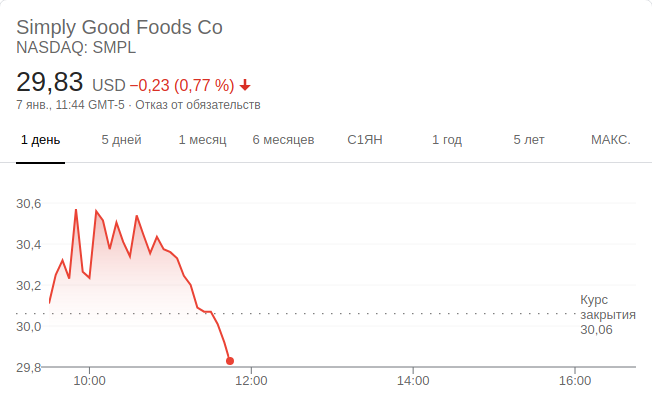 Simply Good Foods Co
NASDAQ: SMPL
29,83 USD −0,23 (0,77 %)
7 янв., 11:44 GMT-5 · Отказ от обязательств
1 день 5 дней 1 месяц 6 месяцев С1ЯН 1 год 5 лет МАКС.
30,6
30,4
30,2
30,0
29,8
Курс
закрытия
30,06
10:00 12:00 14:00 16:00